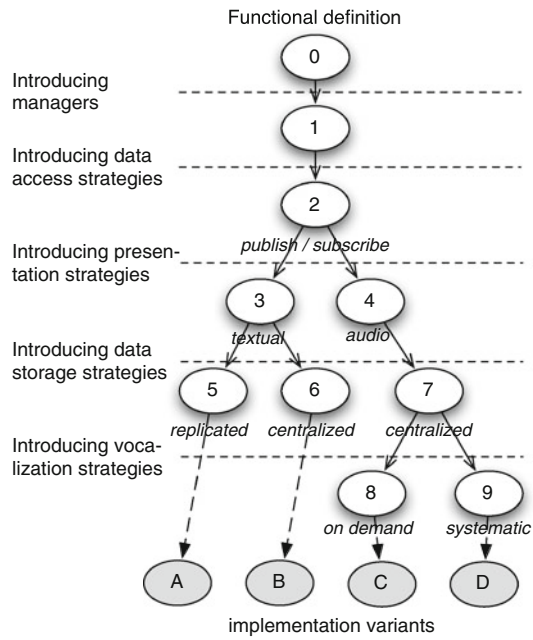 Functional definition
0
Introducing
managers
1
Introducing data
access strategies
2
publish / subscribe
Introducing presen-
tation strategies
3
4
textual
audio
Introducing data
storage strategies
5
6
7
replicated
centralized
centralized
Introducing voca-
lization strategies
8
9
on demand
systematic
A
B
C
D
implementation variants